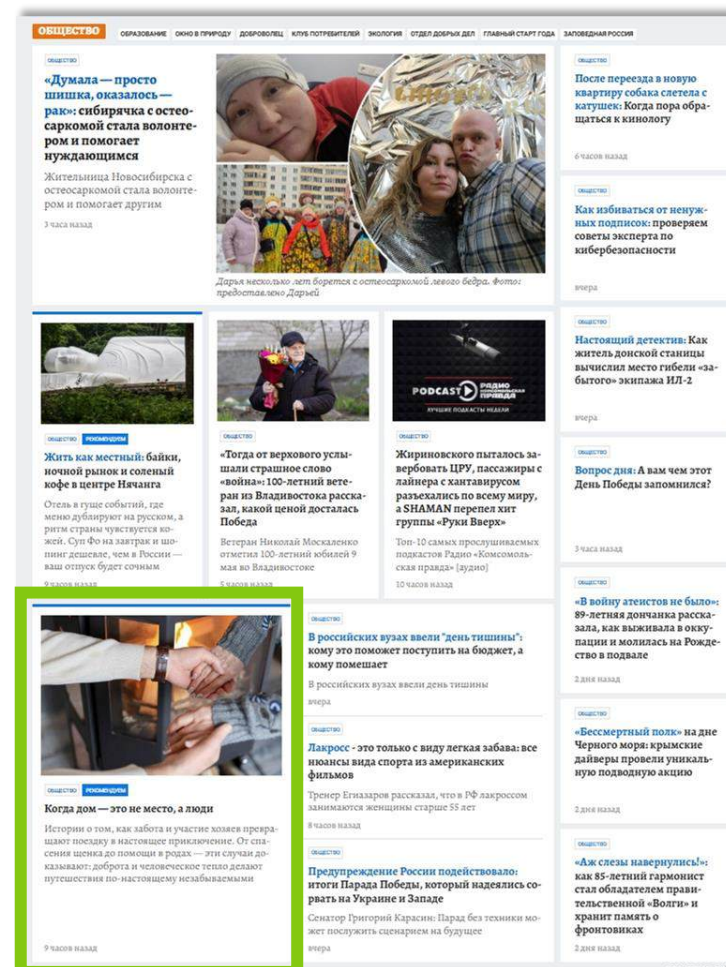 ОБЩЕСТВО
ОБРАЗОВАНИЕ ОКНО В ПРИРОДУ ДОБРОВОЛЕЦ КЛУБ ПОТРЕБИТЕЛЕЙ ЭКОЛОГИЯ ОТДЕЛ ДОБРЫХ ДЕЛ ГЛАВНЫЙ СТАРТ ГОДА ЗАПОВЕДНАЯ РОССИЯ
ОБЩЕСТВО
«Думала — просто
шишка, оказалось —
рак»: сибирячка с остео-
саркомой стала волонте-
ром и помогает
нуждающимся
Жительница Новосибирска с
остеосаркомой стала волонте-
ром и помогает другим
3 часа назад
Дарья несколько лет борется с остеосаркомой левого бедра. Фото:
предоставлено Дарьей
ОБЩЕСТВО
После переезда в новую
квартиру собака слетела с
катушек: Когда пора обра-
щаться к кинологу
6 часов назад
ОБЩЕСТВО
Как избиваться от ненуж-
ных подписок: проверяем
советы эксперта по
кибербезопасности
вчера
ОБЩЕСТВО
Настоящий детектив: Как
житель донской станицы
вычислил место гибели «за-
бытого» экипажа ИЛ-2
вчера
ОБЩЕСТВО
Вопрос дня: А вам чем этот
День Победы запомнился?
3 часа назад
ОБЩЕСТВО
«В войну атеистов не было»:
89-летняя дончанка расска-
зала, как выживала в окку-
пации и молилась на Рожде-
ство в подвале
2 дня назад
ОБЩЕСТВО
«Бессмертный полк» на дне
Черного моря: крымские
дайверы провели уникаль-
ную подводную акцию
2 дня назад
ОБЩЕСТВО
«Аж слезы навернулись!»:
как 85-летний гармонист
стал обладателем прави-
тельственной «Волги» и
хранит память о
фронтовиках
2 дня назад
ОБЩЕСТВО РЕКОМЕНДУЕМ
Жить как местный: байки,
ночной рынок и соленый
кофе в центре Нячанга
Отель в гуще событий, где
меню дублируют на русском, а
ритм страны чувствуется ко-
жей. Суп Фо на завтрак и шо-
пинг дешевле, чем в России —
ваш отпуск будет сочным
9 часов назад
ОБЩЕСТВО
«Тогда от верхового услы-
шали страшное слово
«война»: 100-летний вете-
ран из Владивостока расска-
зал, какой ценой досталась
Победа
Ветеран Николай Москаленко
отметил 100-летний юбилей 9
мая во Владивостоке
5 часов назад
PODCAST РАДИО
КОМСОМОЛЬСКАЯ
ПРАВДА
ЛУЧШИЕ ПОДКАСТЫ НЕДЕЛИ
ОБЩЕСТВО
Жириновского пыталось за-
вербовать ЦРУ, пассажиры с
лайнера с хантавирусом
разъехались по всему миру,
а SHAMAN перепел хит
группы «Руки Вверх»
Топ-10 самых прослушиваемых
подкастов Радио «Комсомоль-
ская правда» [аудио]
10 часов назад
ОБЩЕСТВО РЕКОМЕНДУЕМ
Когда дом — это не место, а люди
Истории о том, как забота и участие хозяев превра-
щают поездку в настоящее приключение. От спа-
сения щенка до помощи в родах — эти случаи до-
казывают: доброта и человеческое тепло делают
путешествия по-настоящему незабываемыми
9 часов назад
ОБЩЕСТВО
В российских вузах ввели "день тишины":
кому это поможет поступить на бюджет, а
кому помешает
В российских вузах ввели день тишины
вчера
ОБЩЕСТВО
Лакросс - это только с виду легкая забава: все
нюансы вида спорта из американских
фильмов
Тренер Егиазаров рассказал, что в РФ лакроссом
занимаются женщины старше 55 лет
8 часов назад
ОБЩЕСТВО
Предупреждение России подействовало:
итоги Парада Победы, который надеялись со-
рвать на Украине и Западе
Сенатор Григорий Карасин: Парад без техники мо-
жет послужить сценарием на будущее
вчера